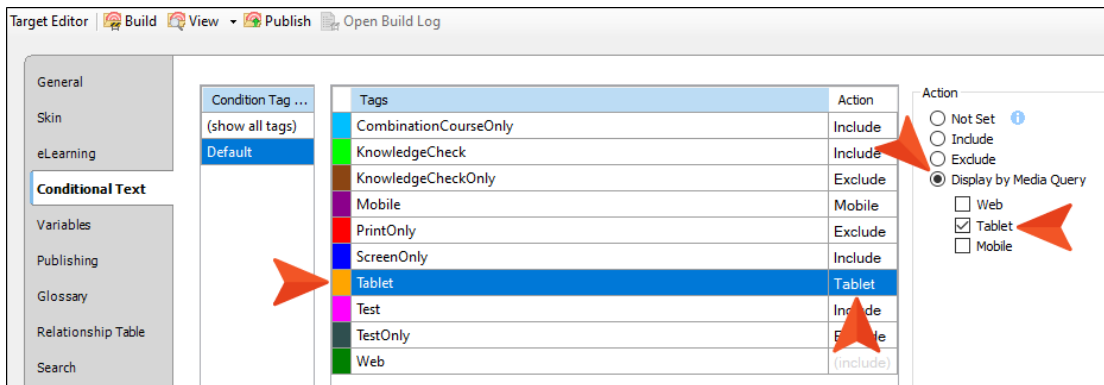 Target Editor Build View Publish Open Build Log
General
Skin
eLearning
Conditional Text
Variables
Publishing
Glossary
Relationship Table
Search
Condition Tag ...
(show all tags)
Default
Tags Action
CombinationCourseOnly Include
KnowledgeCheck Include
KnowledgeCheckOnly Exclude
Mobile Mobile
PrintOnly Exclude
ScreenOnly Include
Tablet Tablet
Test Include
TestOnly Exclude
Web (include)
Action
Not Set
Include
Exclude
Display by Media Query
Web
Tablet
Mobile